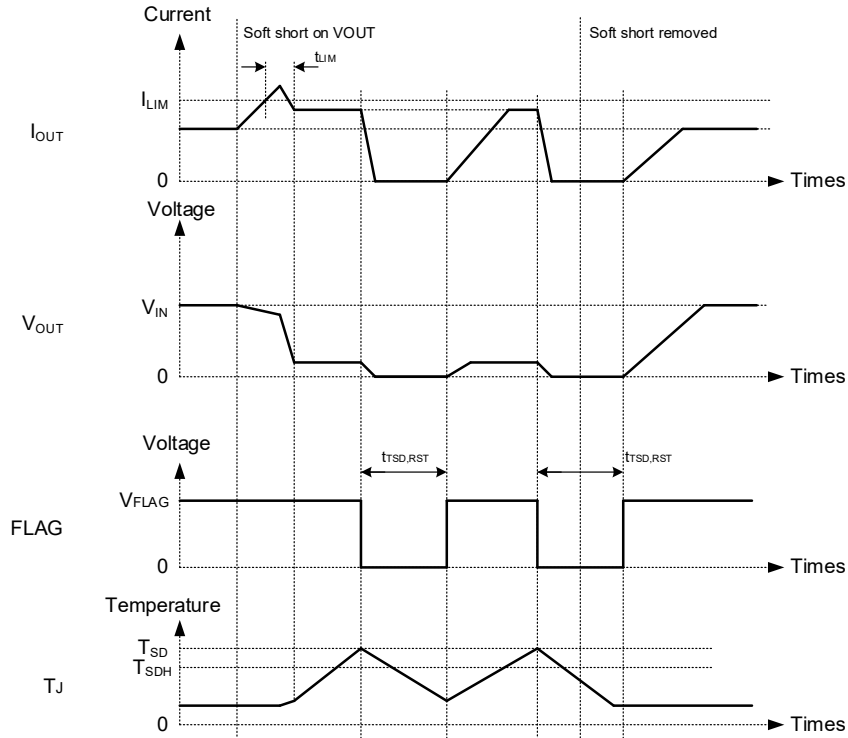 Current
Soft short on VOUT
Soft short removed
tLIM
ILIM
IOUT
0
Times
Voltage
VIN
VOUT
0
Times
Voltage
tTSD,RST
tTSD,RST
VFLAG
FLAG
0
Times
Temperature
TSD
TSDH
TJ
0
Times